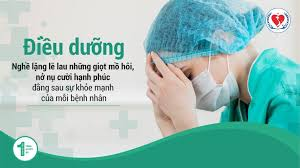 Điều dưỡng
Nghề lặng lẽ lau những giọt mồ hôi,
nở nụ cười hạnh phúc
đằng sau sự khỏe mạnh
của mỗi bệnh nhân
1